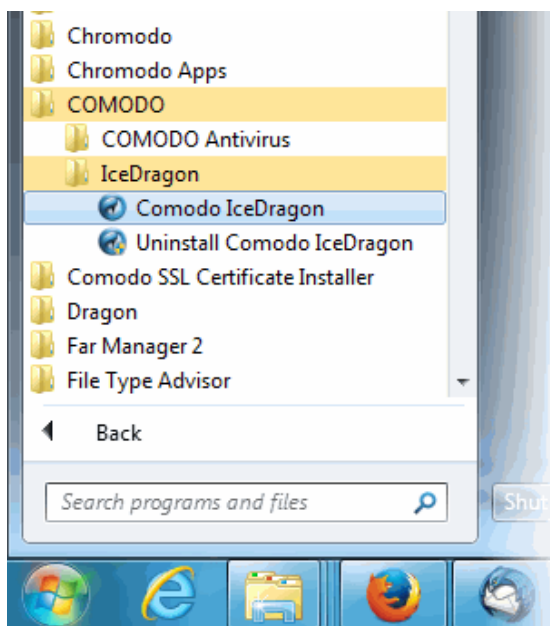 Chromodo
Chromodo Apps
COMODO
COMODO Antivirus
IceDragon
Comodo IceDragon
Uninstall Comodo IceDragon
Comodo SSL Certificate Installer
Dragon
Far Manager 2
File Type Advisor
Back
Search programs and files
Shut